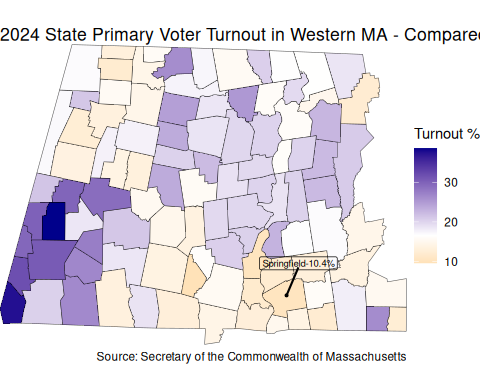 2024 State Primary Voter Turnout in Western MA - Compared
Turnout %
30
20
10
Springfield-10.4%
Source: Secretary of the Commonwealth of Massachusetts